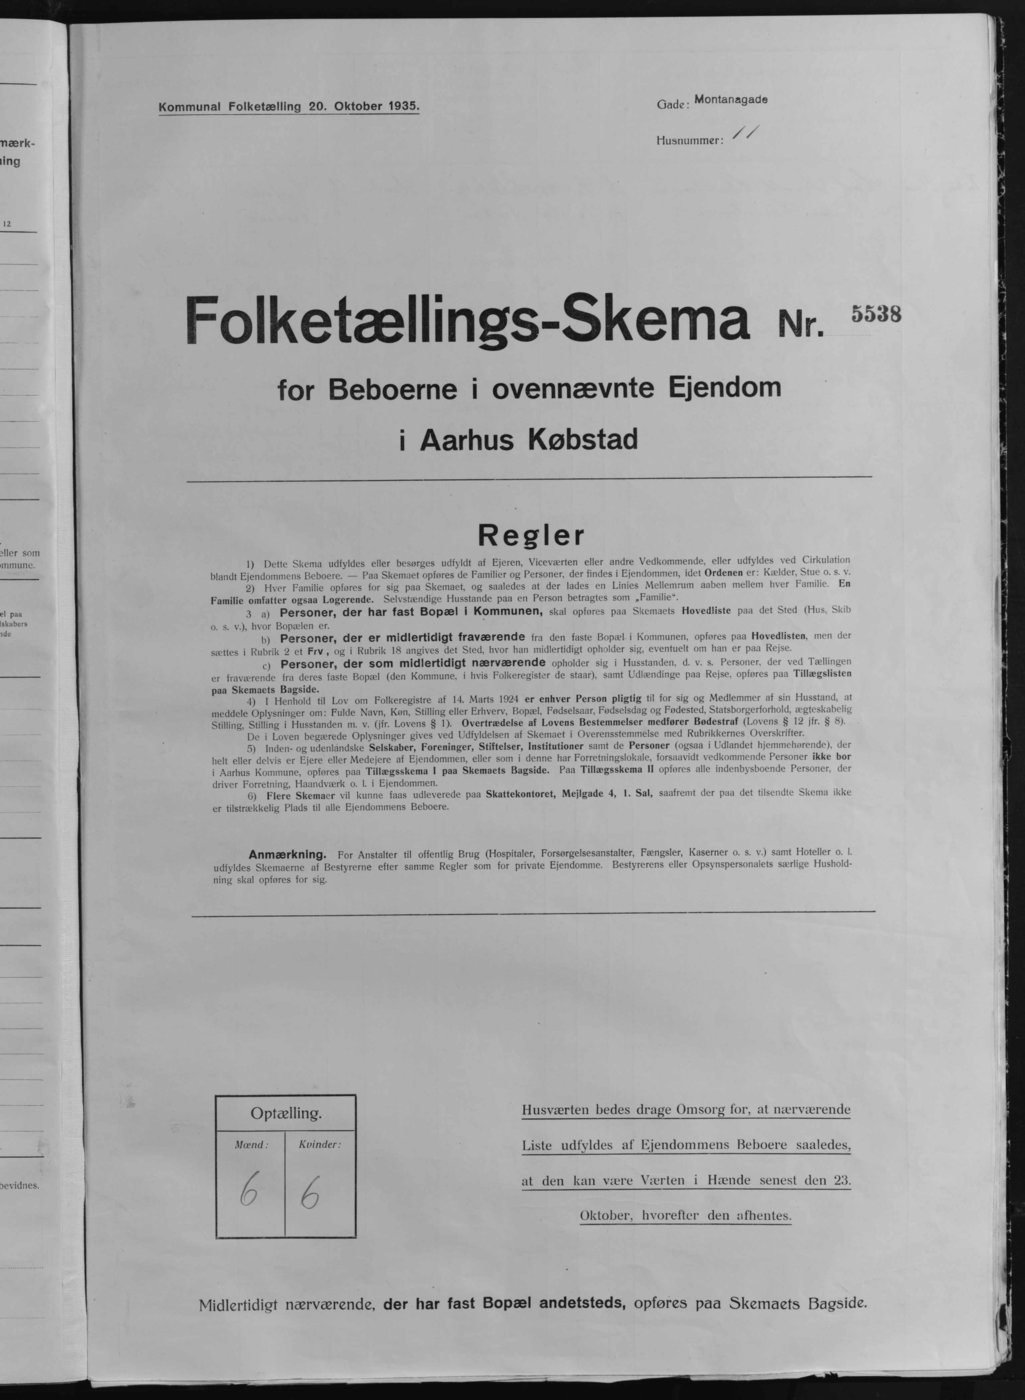 mærk-
ning
12
eller som
ommune.
el paa
lskabers
nde
bevidnes.
Kommunal Folketælling 20. Oktober 1935.
Gade: Montanagade
Husnummer: 11
Folketællings-Skema Nr. 5538
for Beboerne i ovennævnte Ejendom
i Aarhus Købstad
Regler
1) Dette Skema udfyldes eller besørges udfyldt af Ejeren, Viceværten eller andre Vedkommende, eller udfyldes ved Cirkulation
blandt Ejendommens Beboere. — Paa Skemaet opføres de Familier og Personer, der findes i Ejendommen, idet Ordenen er: Kælder, Stue o. s. v.
2) Hver Familie opføres for sig paa Skemaet, og saaledes at der lades en Linies Mellemrum aaben mellem hver Familie. En
Familie omfatter ogsaa Logerende. Selvstændige Husstande paa en Person betragtes som „Familie“.
3 a) Personer, der har fast Bopæl i Kommunen, skal opføres paa Skemaets Hovedliste paa det Sted (Hus, Skib
o. s. v.), hvor Bopælen er.
b) Personer, der er midlertidigt fraværende fra den faste Bopæl i Kommunen, opføres paa Hovedlisten, men der
sættes i Rubrik 2 et Frv, og i Rubrik 18 angives det Sted, hvor han midlertidigt opholder sig, eventuelt om han er paa Rejse.
c) Personer, der som midlertidigt nærværende opholder sig i Husstanden, d. v. s. Personer, der ved Tællingen
er fraværende fra deres faste Bopæl (den Kommune, i hvis Folkeregister de staar), samt Udlændinge paa Rejse, opføres paa Tillægslisten
paa Skemaets Bagside.
4) I Henhold til Lov om Folkeregistre af 14. Marts 1924 er enhver Person pligtig til for sig og Medlemmer af sin Husstand, at
meddele Oplysninger om: Fulde Navn, Køn, Stilling eller Erhverv, Bopæl, Fødselsaar, Fødselsdag og Fødested, Statsborgerforhold, ægteskabelig
Stilling, Stilling i Husstanden m. v. (jfr. Lovens § 1). Overtrædelse af Lovens Bestemmelser medfører Bødestraf (Lovens § 12 jfr. § 8).
De i Loven begærede Oplysninger gives ved Udfyldelsen af Skemaet i Overensstemmelse med Rubrikkernes Overskrifter.
5) Inden- og udenlandske Selskaber, Foreninger, Stiftelser, Institutioner samt de Personer (ogsaa i Udlandet hjemmehørende), der
helt eller delvis er Ejere eller Medejere af Ejendommen, eller som i denne har Forretningslokale, forsaavidt vedkommende Personer ikke bor
i Aarhus Kommune, opføres paa Tillægsskema I paa Skemaets Bagside. Paa Tillægsskema II opføres alle indenbysboende Personer, der
driver Forretning, Haandværk o. l. i Ejendommen.
6) Flere Skemaer vil kunne faas udleverede paa Skattekontoret, Mejlgade 4, 1. Sal, saafremt der paa det tilsendte Skema ikke
er tilstrækkelig Plads til alle Ejendommens Beboere.
Anmærkning. For Anstalter til offentlig Brug (Hospitaler, Forsørgelsesanstalter, Fængsler, Kaserner o. s. v.) samt Hoteller o. l.
udfyldes Skemaerne af Bestyrerne efter samme Regler som for private Ejendomme. Bestyrerens eller Opsynspersonalets særlige Hushold-
ning skal opføres for sig.
Optælling.
Mænd: Kvinder:
6 6
Husværten bedes drage Omsorg for, at nærværende
Liste udfyldes af Ejendommens Beboere saaledes,
at den kan være Værten i Hænde senest den 23.
Oktober, hvorefter den afhentes.
Midlertidigt nærværende, der har fast Bopæl andetsteds, opføres paa Skemaets Bagside.